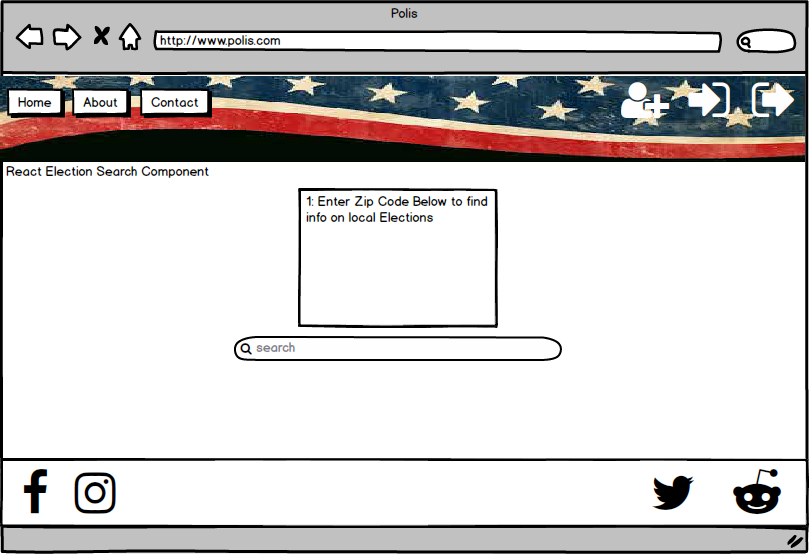 Polis
http://www.polis.com
Home
About
Contact
React Election Search Component
1: Enter Zip Code Below to find
info on local Elections
search